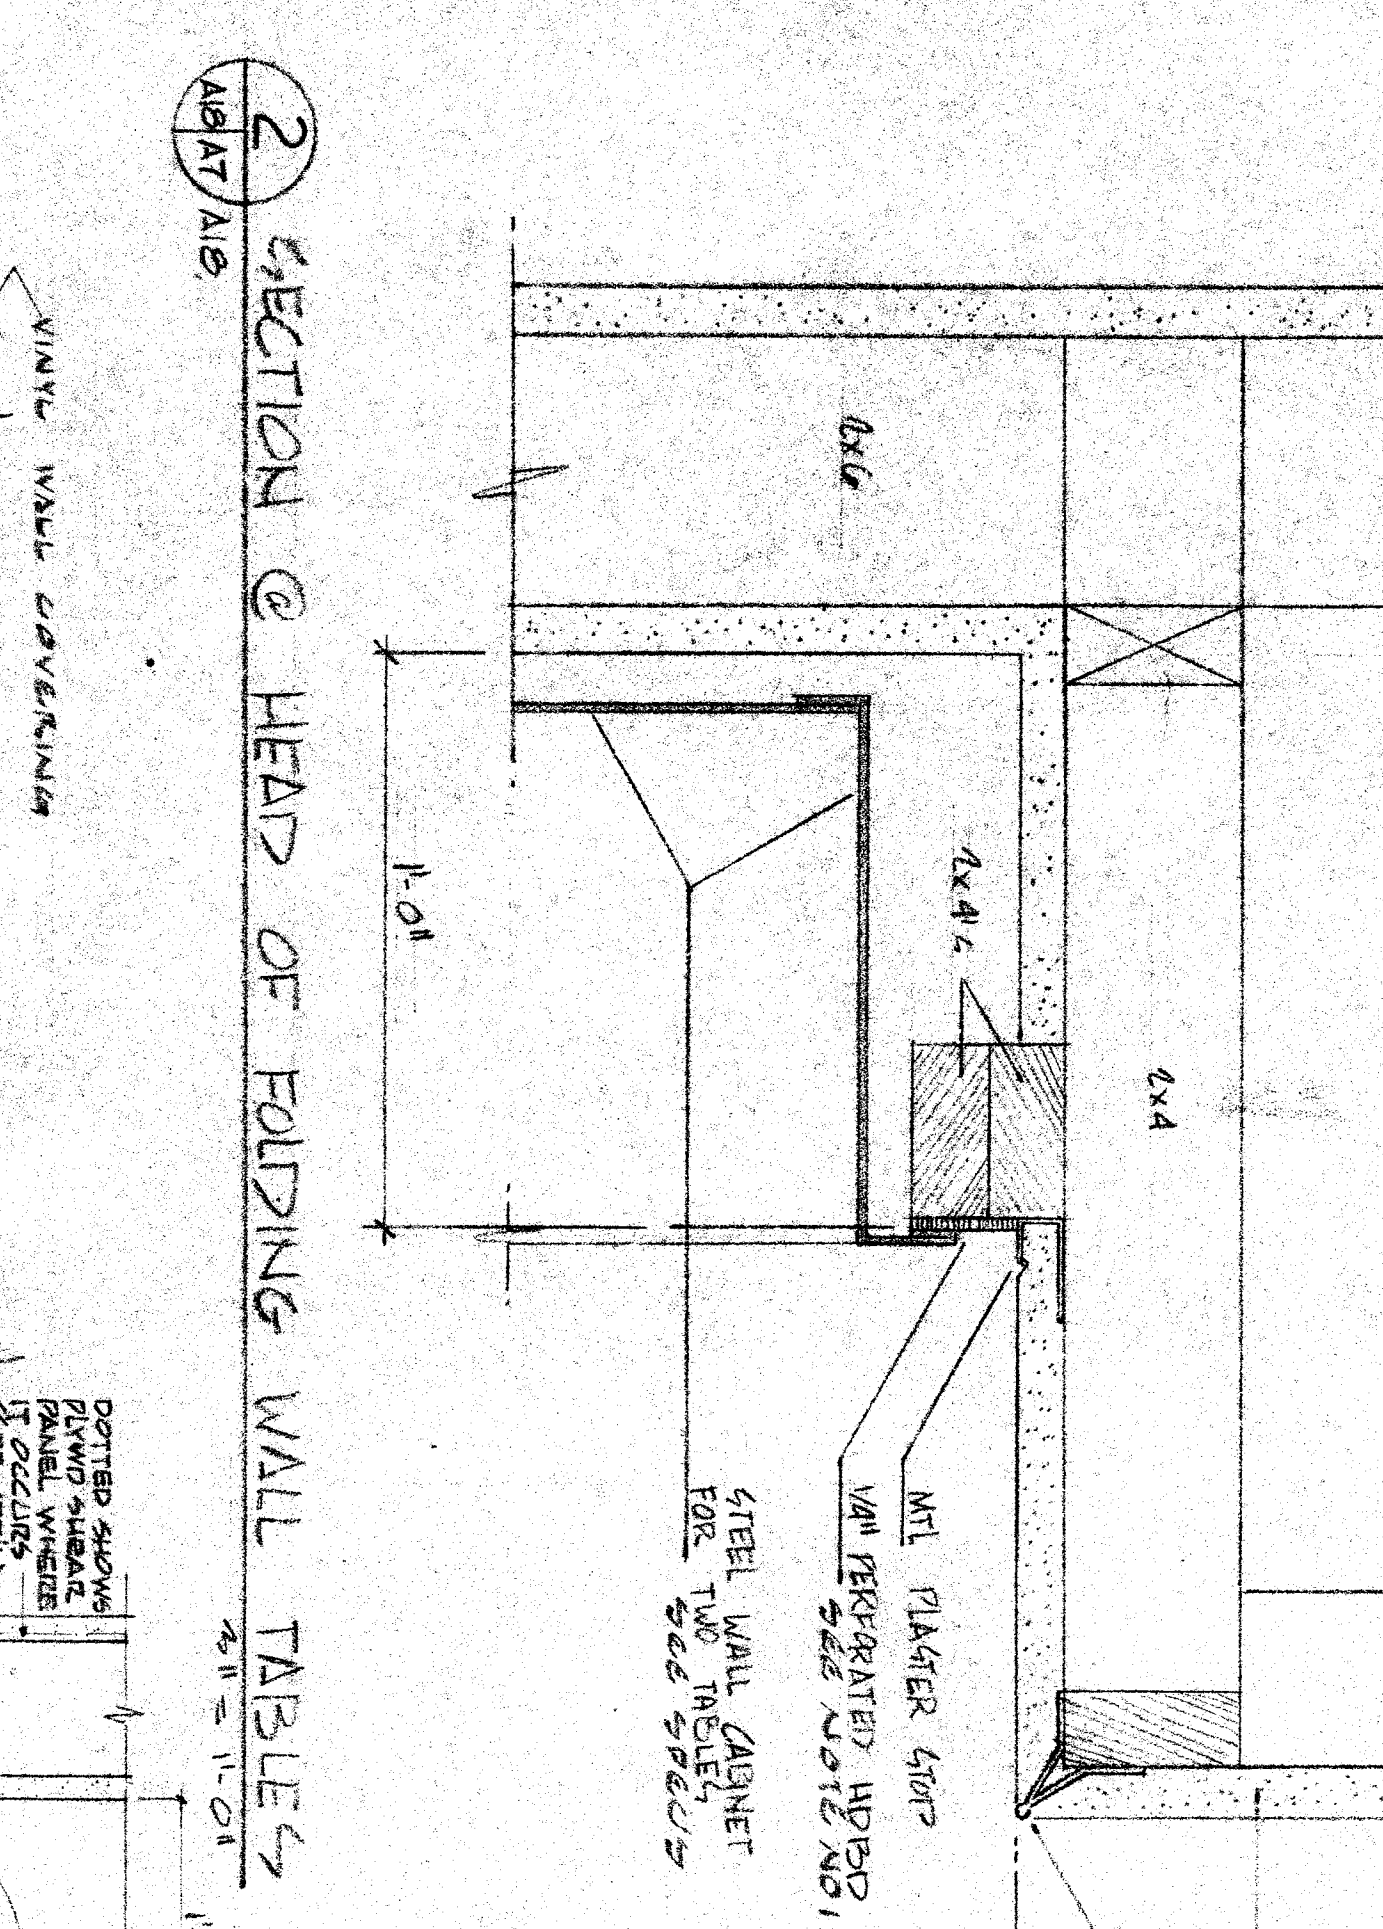 2x6
2x4
2x4's
MTL PLASTER STOP
1/4" PERFORATED HDBD
SEE NOTE NO 1
STEEL WALL CABNET
FOR TWO TABLES
SEE SPECS
1'-0"
2
A18 AT A18
SECTION @ HEAD OF FOLDING WALL TABLES
3" = 1'-0"
VINYL WALL COVERING
DOTTED SHOWS
PLYWD SHEAR
PANEL WHERE
IT OCCURS